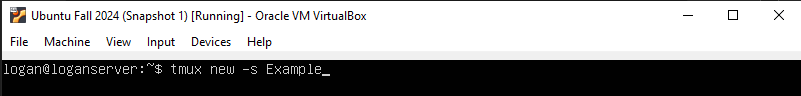 Ubuntu Fall 2024 (Snapshot 1) [Running] - Oracle VM VirtualBox
File Machine View Input Devices Help
logan@loganserver:~$ tmux new -s Example_